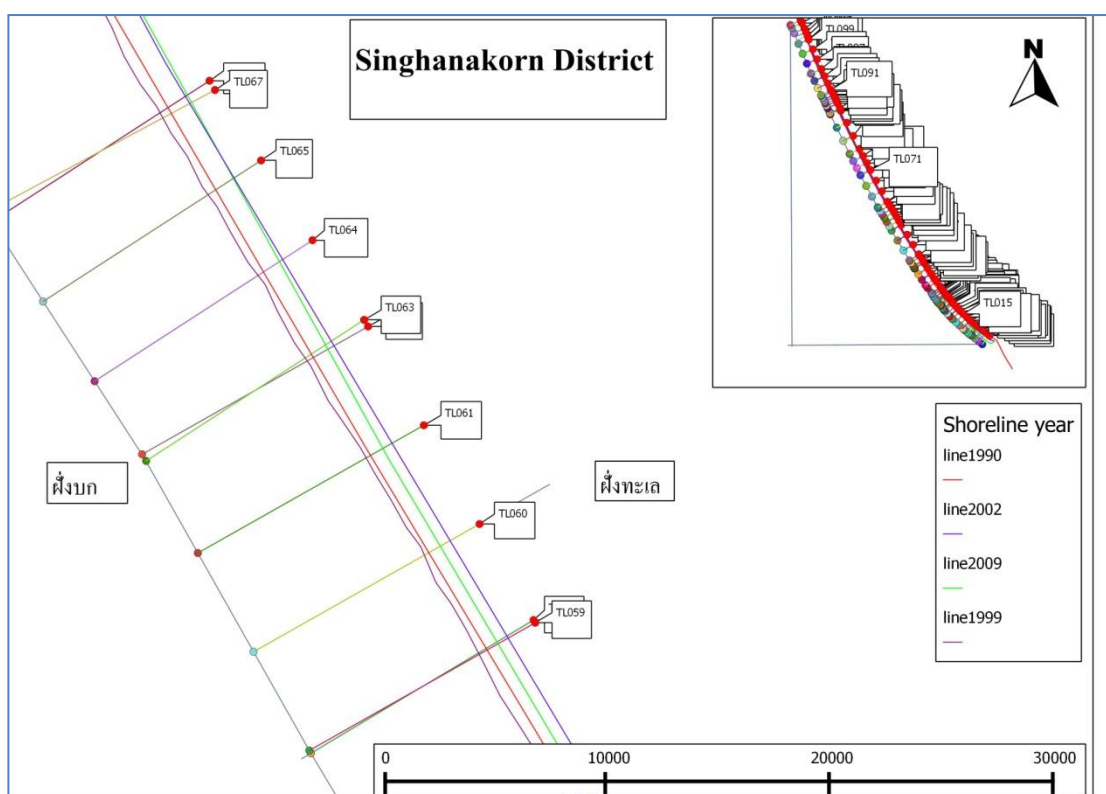 Singhanakorn District
N
TL099
TL091
TL071
TL015
TL067
TL065
TL064
TL063
TL061
TL060
TL059
ฝั่งบก
ฝั่งทะเล
Shoreline year
line1990
line2002
line2009
line1999
0 10000 20000 30000